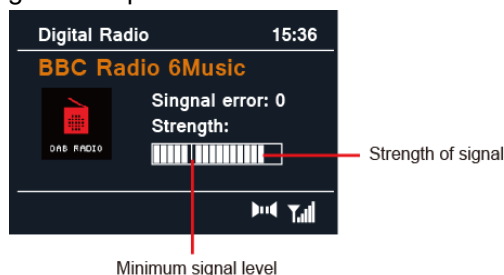 Digital Radio 15:36
BBC Radio 6Music
Singnal error: 0
Strength:
DAB RADIO
Strength of signal
Minimum signal level